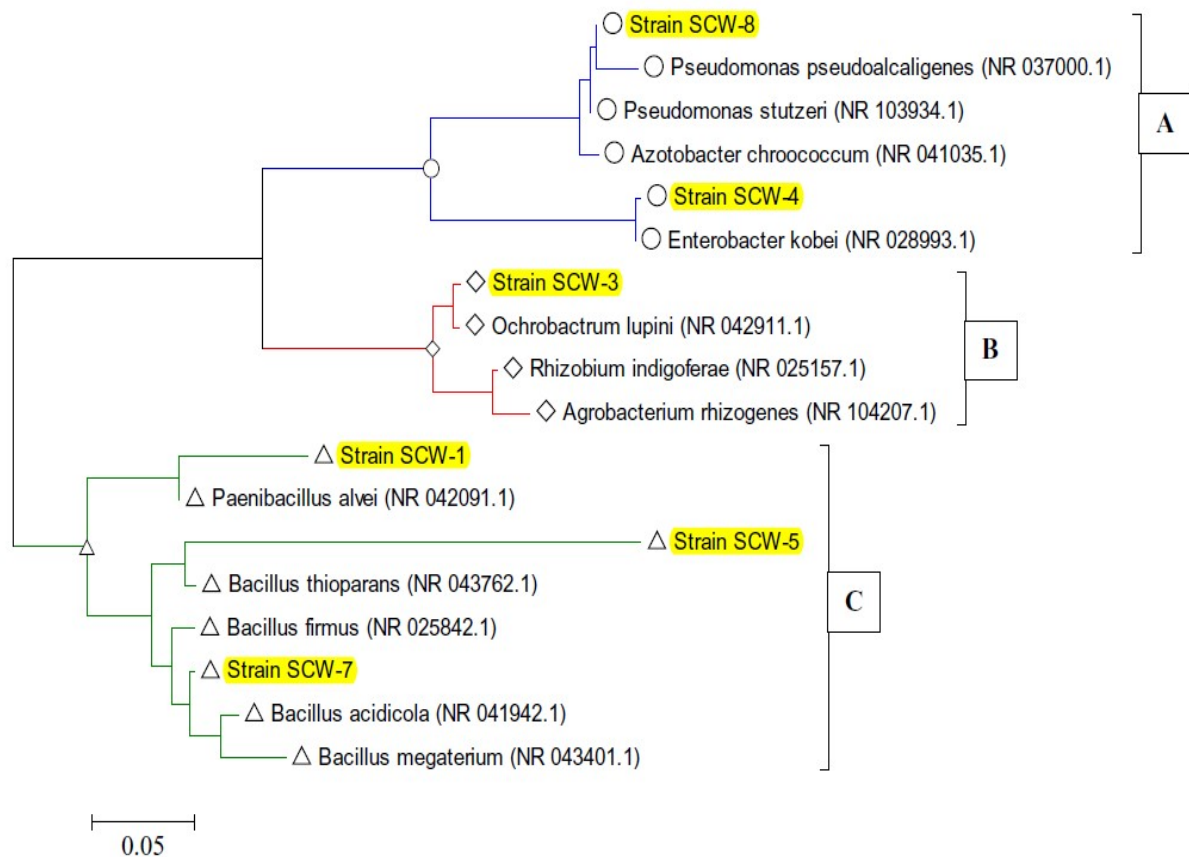 Strain SCW-8
Pseudomonas pseudoalcaligenes (NR 037000.1)
Pseudomonas stutzeri (NR 103934.1)
Azotobacter chroococcum (NR 041035.1)
Strain SCW-4
Enterobacter kobei (NR 028993.1)
A
Strain SCW-3
Ochrobactrum lupini (NR 042911.1)
Rhizobium indigoferae (NR 025157.1)
Agrobacterium rhizogenes (NR 104207.1)
B
Strain SCW-1
Paenibacillus alvei (NR 042091.1)
Strain SCW-5
Bacillus thioparans (NR 043762.1)
Bacillus firmus (NR 025842.1)
Strain SCW-7
Bacillus acidicola (NR 041942.1)
Bacillus megaterium (NR 043401.1)
C
0.05